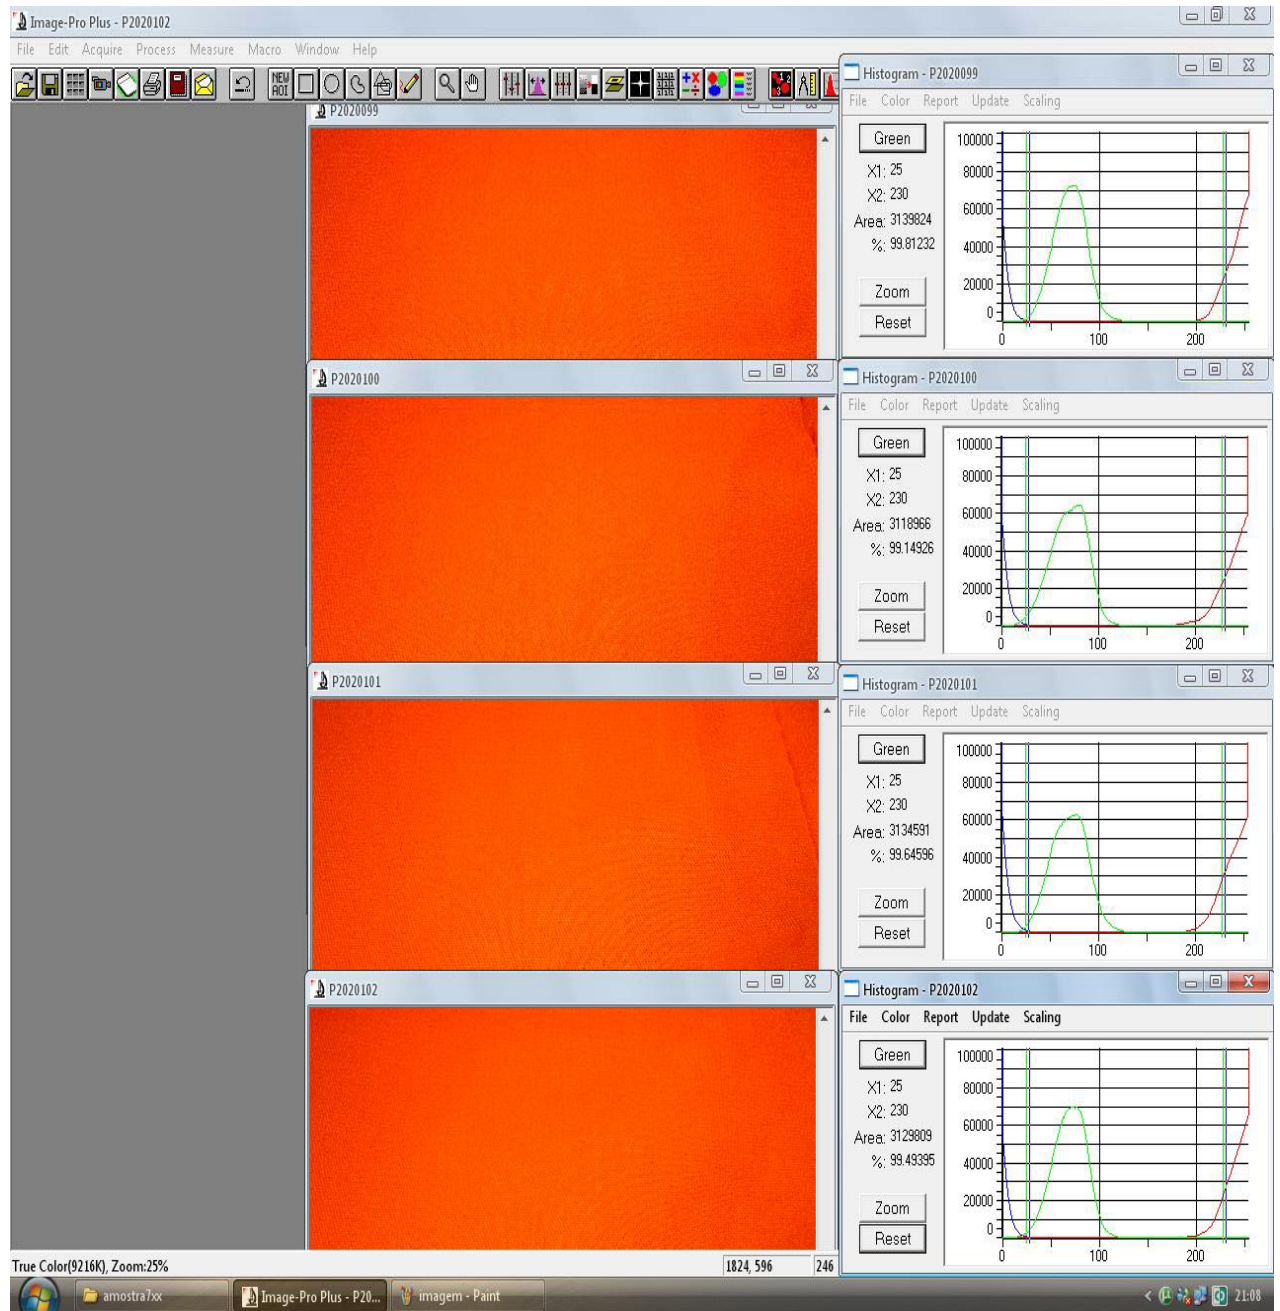 Image-Pro Plus - P2020102
File Edit Acquire Process Measure Macro Window Help
NEW AOI
P2020099
Histogram - P2020099
File Color Report Update Scaling
Green
X1: 25
X2: 230
Area: 3139824
%: 99.81232
Zoom
Reset
100000
80000
60000
40000
20000
0
0 100 200
P2020100
Histogram - P2020100
File Color Report Update Scaling
Green
X1: 25
X2: 230
Area: 3118966
%: 99.14926
Zoom
Reset
100000
80000
60000
40000
20000
0
0 100 200
P2020101
Histogram - P2020101
File Color Report Update Scaling
Green
X1: 25
X2: 230
Area: 3134591
%: 99.64596
Zoom
Reset
100000
80000
60000
40000
20000
0
0 100 200
P2020102
Histogram - P2020102
File Color Report Update Scaling
Green
X1: 25
X2: 230
Area: 3129809
%: 99.49395
Zoom
Reset
100000
80000
60000
40000
20000
0
0 100 200
True Color(9216K), Zoom:25% 1824, 596 246
amostra7xx Image-Pro Plus - P20... imagem - Paint 21:08